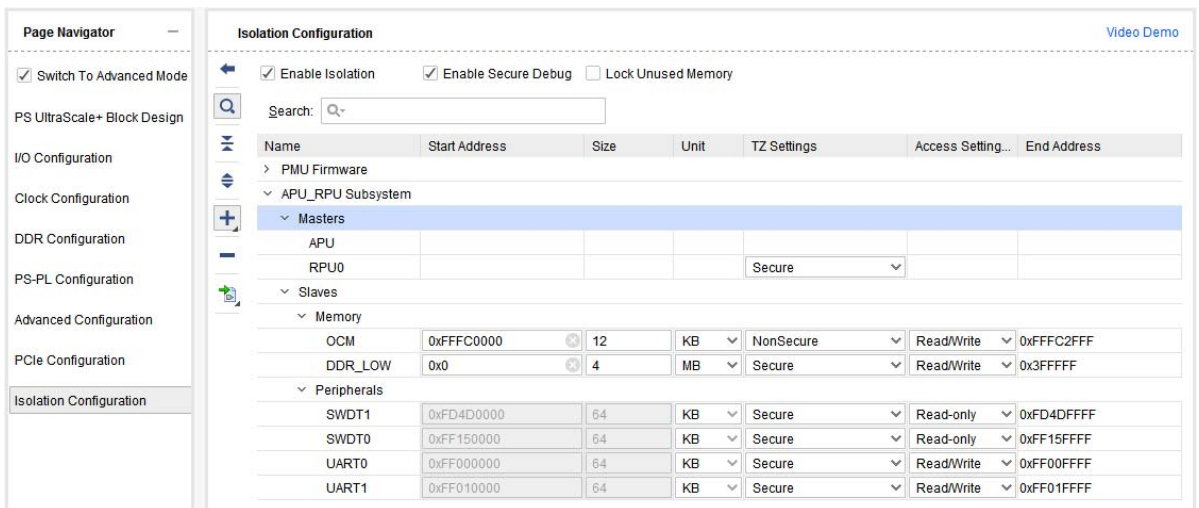 Page Navigator
Switch To Advanced Mode
PS UltraScale+ Block Design
I/O Configuration
Clock Configuration
DDR Configuration
PS-PL Configuration
Advanced Configuration
PCIe Configuration
Isolation Configuration
Isolation Configuration Video Demo
Enable Isolation Enable Secure Debug Lock Unused Memory
Search:
Name Start Address Size Unit TZ Settings Access Setting... End Address
PMU Firmware
APU_RPU Subsystem
Masters
APU
RPU0 Secure
Slaves
Memory
OCM 0xFFFC0000 12 KB NonSecure Read/Write 0xFFFC2FFF
DDR_LOW 0x0 4 MB Secure Read/Write 0x3FFFFF
Peripherals
SWDT1 0xFD4D0000 64 KB Secure Read-only 0xFD4DFFFF
SWDT0 0xFF150000 64 KB Secure Read-only 0xFF15FFFF
UART0 0xFF000000 64 KB Secure Read/Write 0xFF00FFFF
UART1 0xFF010000 64 KB Secure Read/Write 0xFF01FFFF